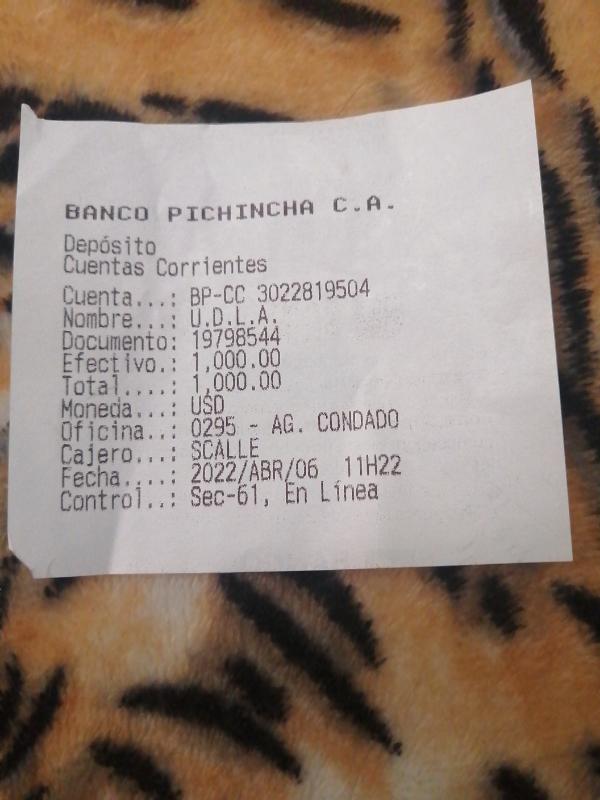 BANCO PICHINCHA C.A.
Depósito
Cuentas Corrientes
Cuenta...: BP-CC 3022819504
Nombre...: U.D.L.A.
Documento: 19798544
Efectivo.: 1,000.00
Total....: 1,000.00
Moneda...: USD
Oficina..: 0295 - AG. CONDADO
Cajero...: SCALLE
Fecha....: 2022/ABR/06 11H22
Control..: Sec-61, En Línea